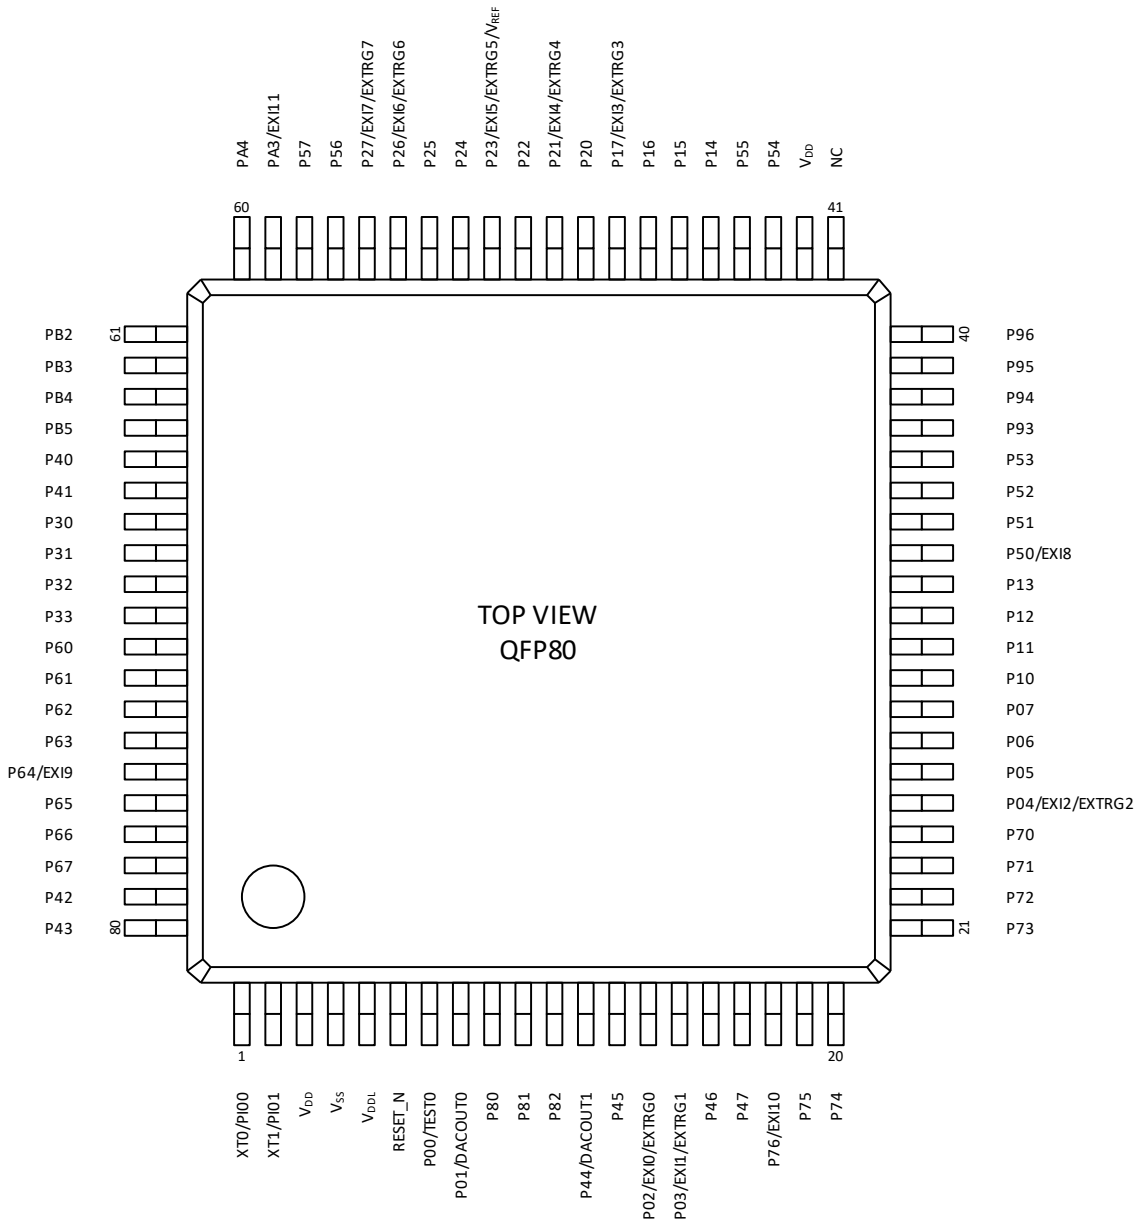 PA4
PA3/EXI11
P57
P56
P27/EXI7/EXTRG7
P26/EXI6/EXTRG6
P25
P24
P23/EXI5/EXTRG5/VREF
P22
P21/EXI4/EXTRG4
P20
P17/EXI3/EXTRG3
P16
P15
P14
P55
P54
VDD
NC
60
41
PB2
61
PB3
PB4
PB5
P40
P41
P30
P31
P32
P33
P60
P61
P62
P63
P64/EXI9
P65
P66
P67
P42
P43
80
TOP VIEW
QFP80
40
P96
P95
P94
P93
P53
P52
P51
P50/EXI8
P13
P12
P11
P10
P07
P06
P05
P04/EXI2/EXTRG2
P70
P71
P72
21
P73
1
20
XT0/PI00
XT1/PI01
VDD
VSS
VDDL
RESET_N
P00/TEST0
P01/DACOUT0
P80
P81
P82
P44/DACOUT1
P45
P02/EXI0/EXTRG0
P03/EXI1/EXTRG1
P46
P47
P76/EXI10
P75
P74